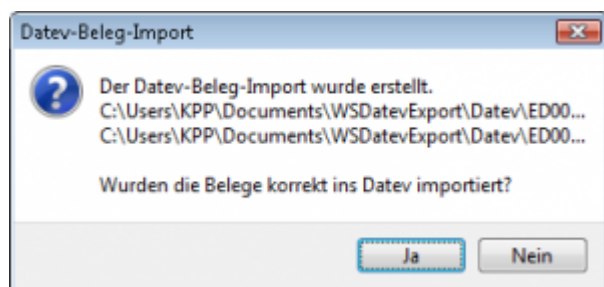 Datev-Beleg-Import
Der Datev-Beleg-Import wurde erstellt.
C:\Users\KPP\Documents\WSDatevExport\Datev\ED00...
C:\Users\KPP\Documents\WSDatevExport\Datev\ED00...
Wurden die Belege korrekt ins Datev importiert?
Ja
Nein